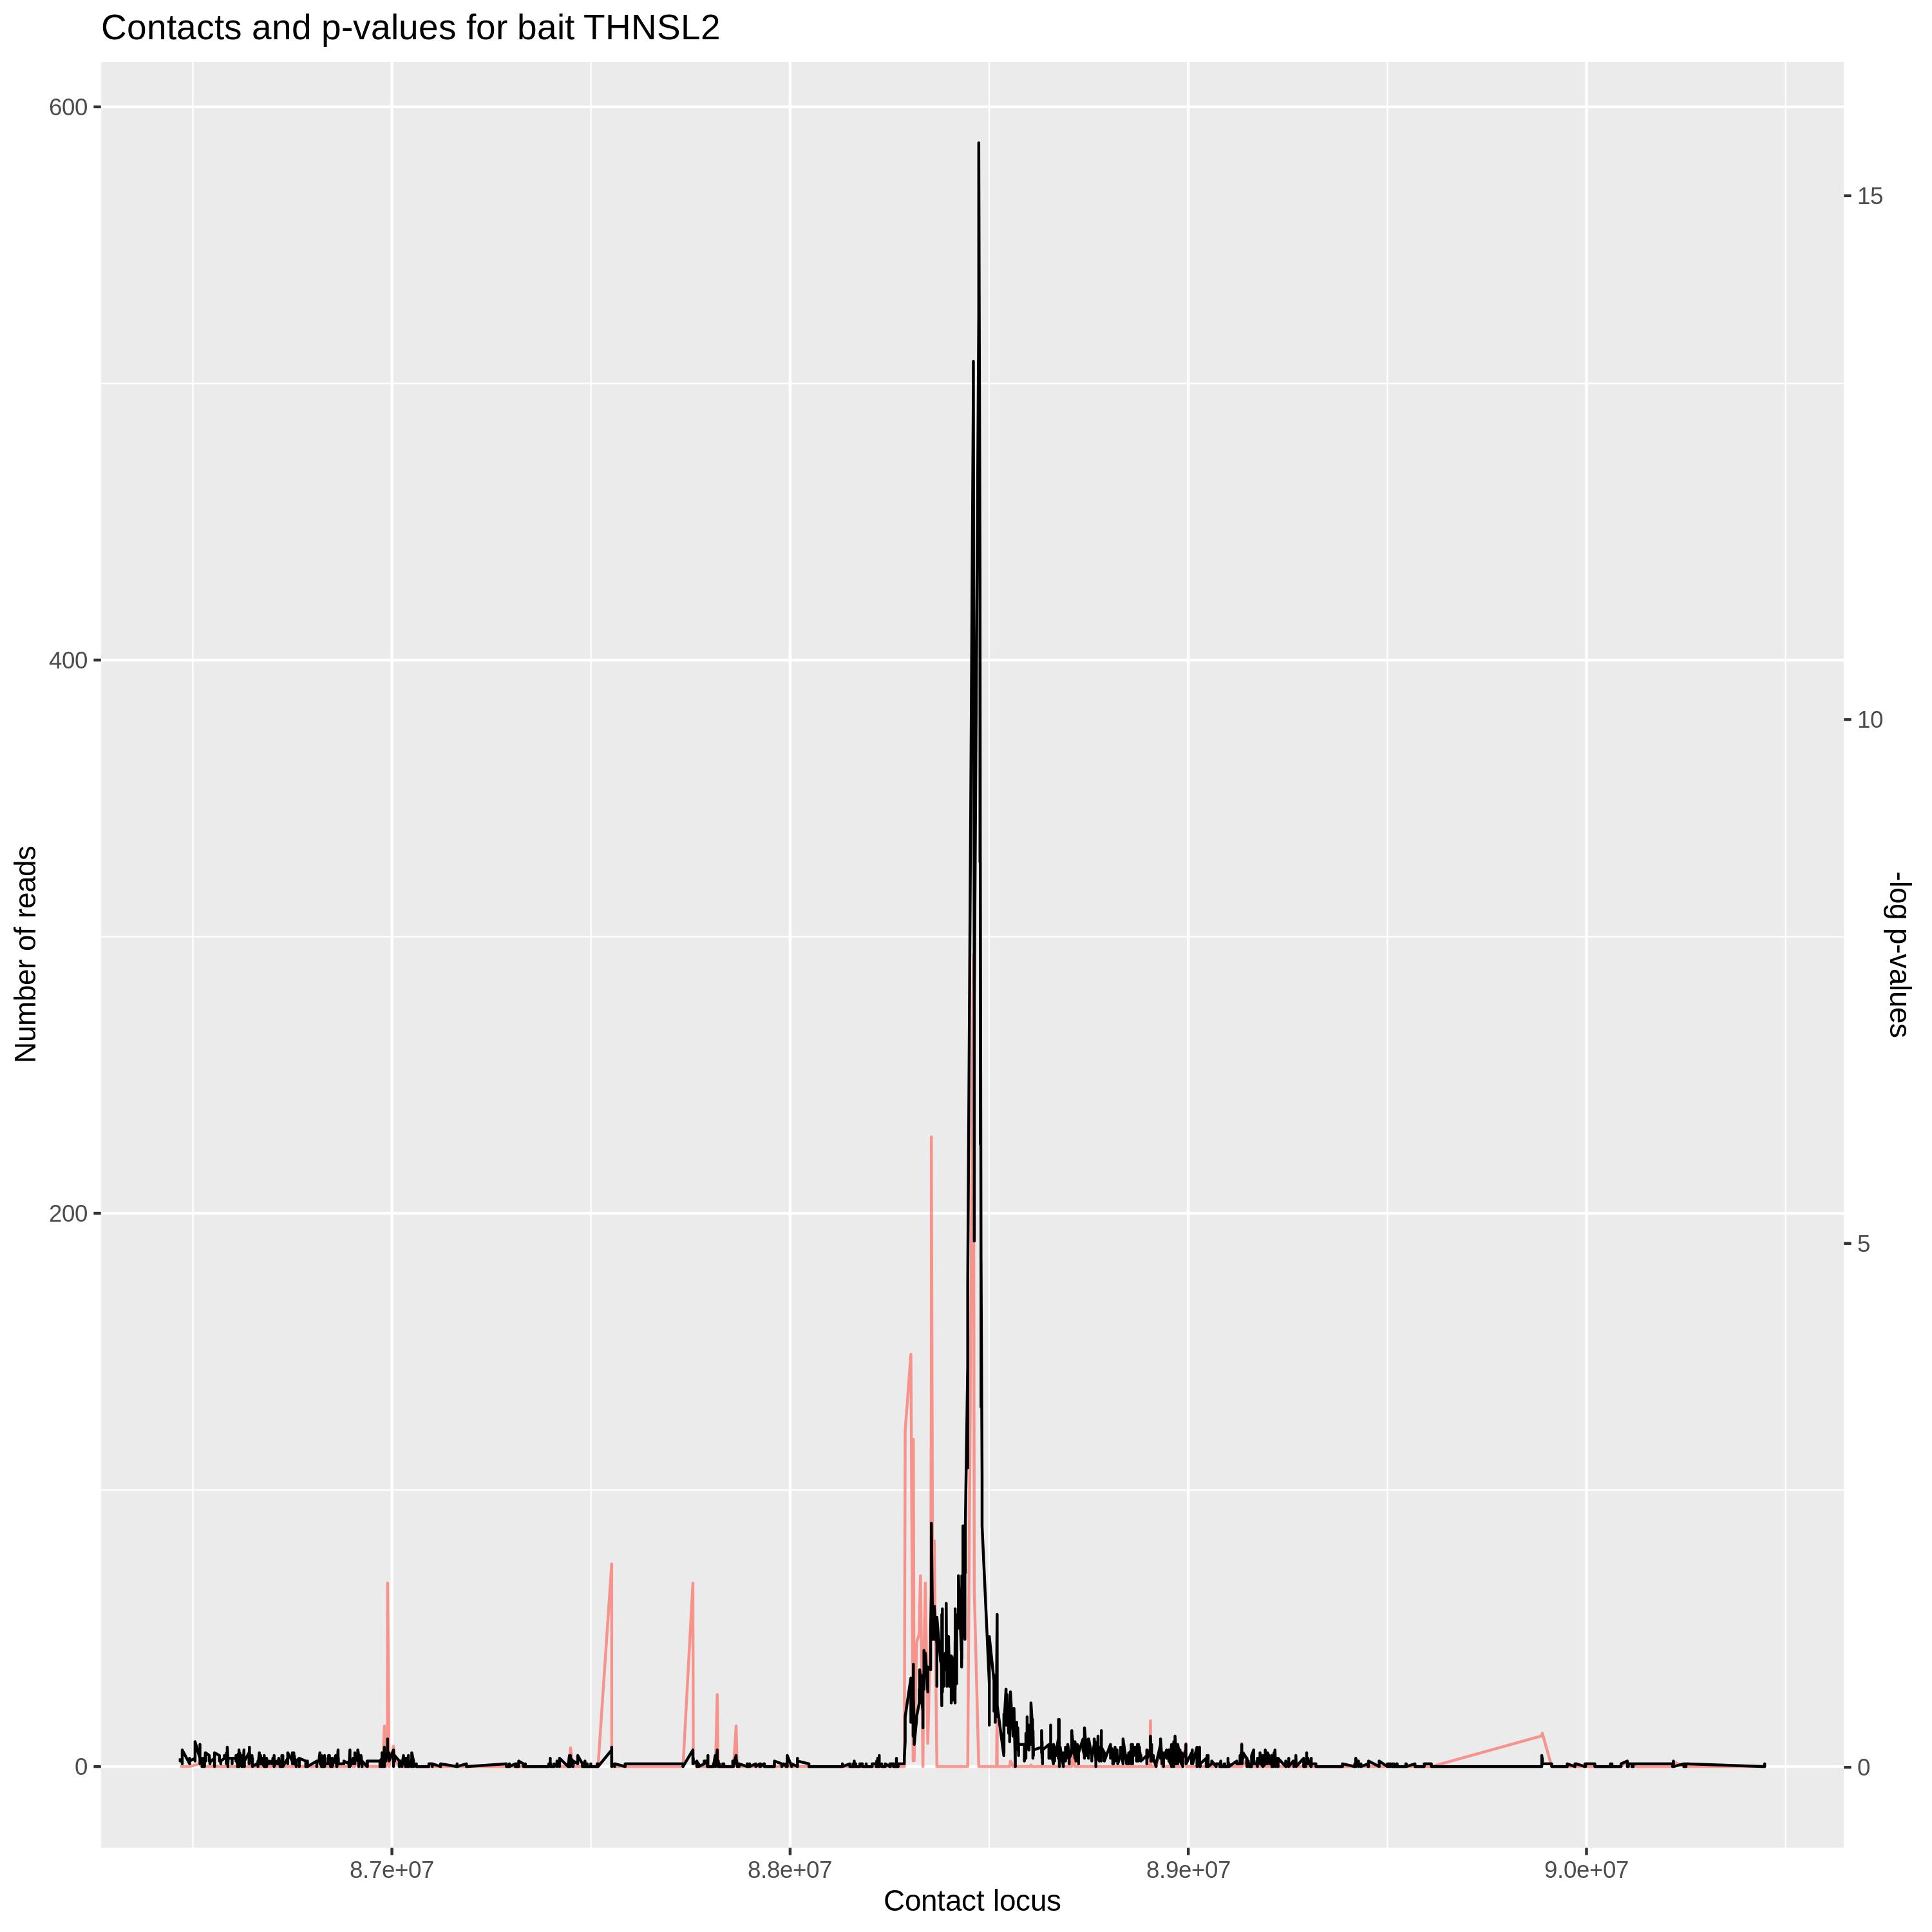 Contacts and p-values for bait THNSL2
600
400
200
0
Number of reads
15
10
5
0
-log p-values
8.7e+07
8.8e+07
8.9e+07
9.0e+07
Contact locus